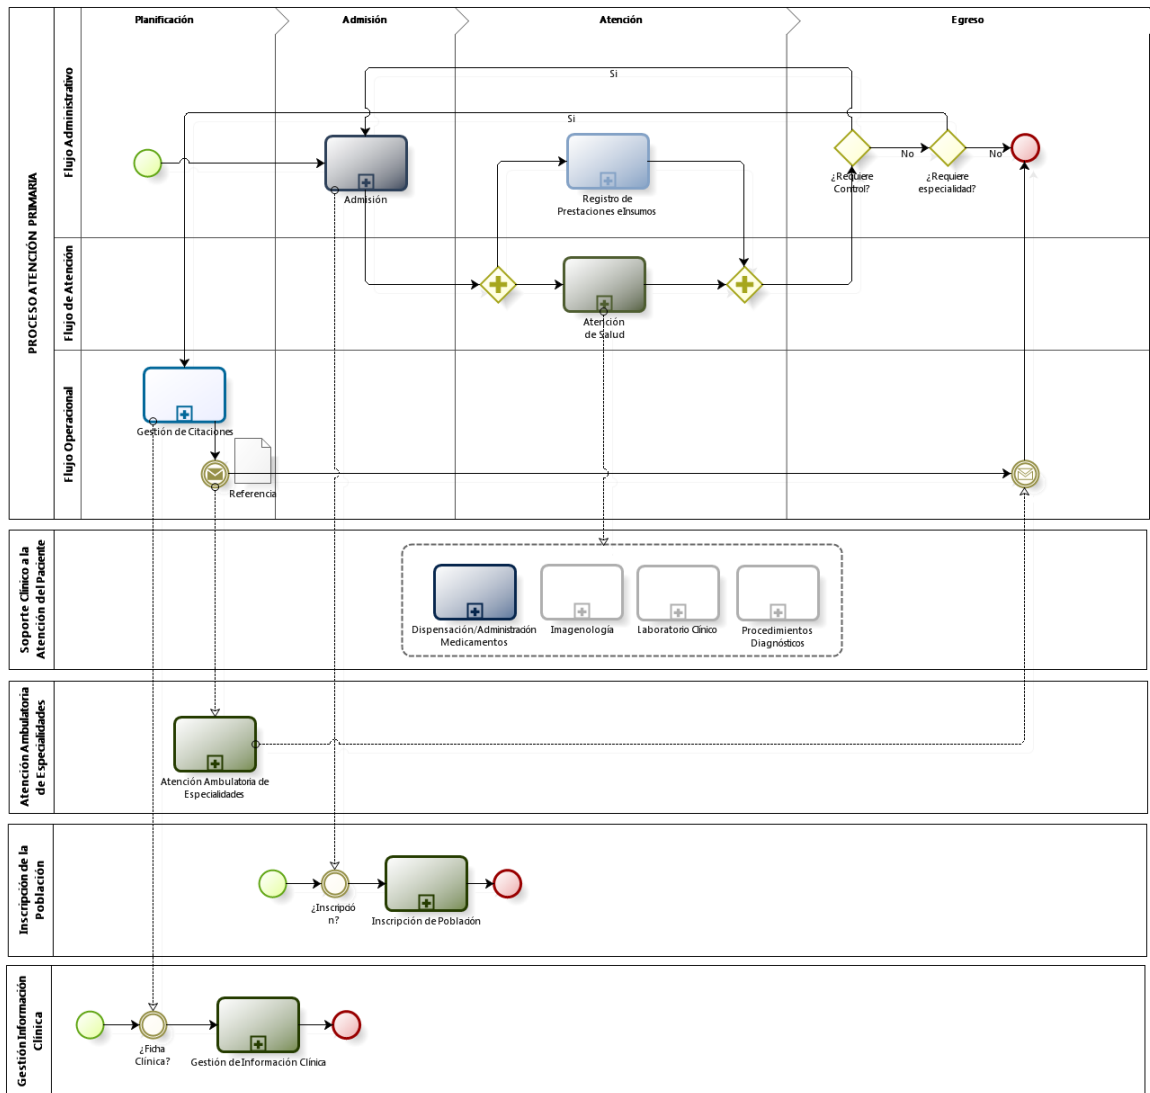 Planificación
Admisión
Atención
Egreso
PROCESO ATENCIÓN PRIMARIA
Flujo Administrativo
Si
Si
Admisión
Registro de
Prestaciones eInsumos
¿Requiere
Control?
No
¿Requiere
especialidad?
No
Flujo de Atención
Atención
de Salud
Flujo Operacional
Gestión de Citaciones
Referencia
Soporte Clínico a la
Atención del Paciente
Dispensación/Administración
Medicamentos
Imagenología
Laboratorio Clínico
Procedimientos
Diagnósticos
Atención Ambulatoria
de Especialidades
Atención Ambulatoria de
Especialidades
Inscripción de la
Población
¿Inscripció
n?
Inscripción de Población
Gestión Información
Clínica
¿Ficha
Clínica?
Gestión de Información Clínica